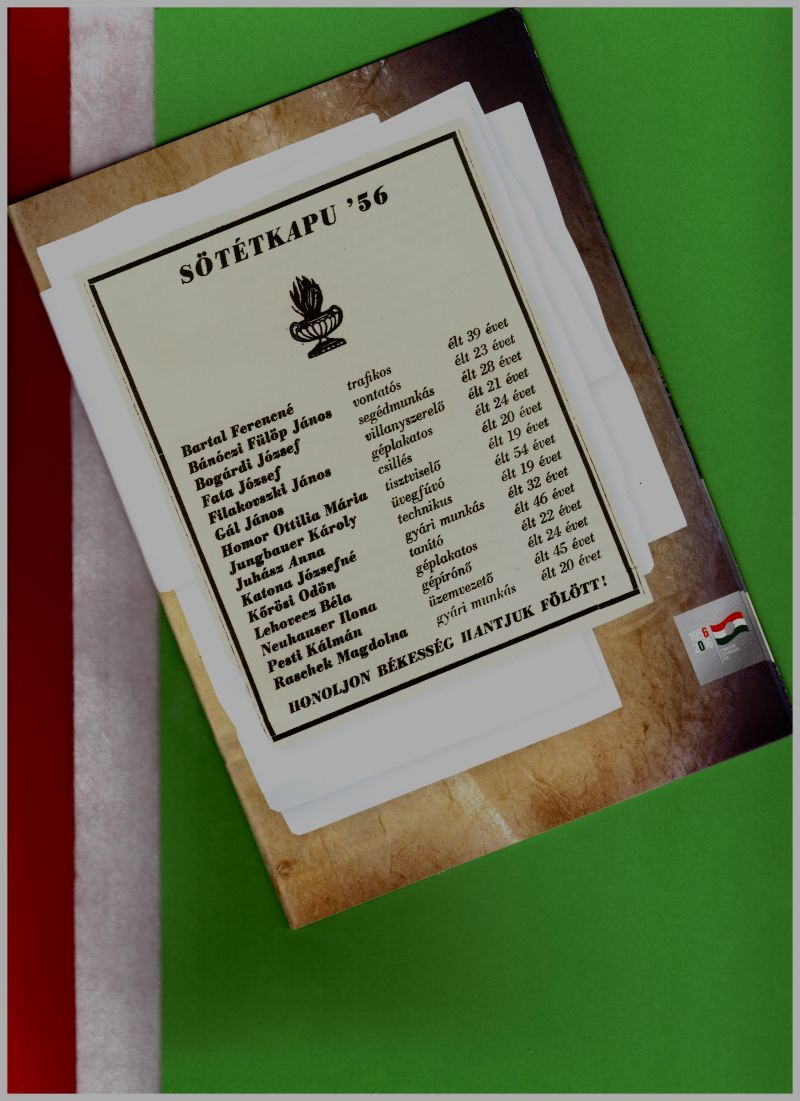 SÖTÉTKAPU '56
Bartal Ferencné trafikos élt 39 évet
Bánóczi Fülöp János vontatós élt 23 évet
Bogárdi József segédmunkás élt 28 évet
Fata József villanyszerelő élt 21 évet
Filakovszki János géplakatos élt 24 évet
Gál János csillés élt 20 évet
Homor Ottilia Mária tisztviselő élt 19 évet
Jungbauer Károly üvegfúvó élt 54 évet
Juhász Anna technikus élt 19 évet
Katona Józsefné gyári munkás élt 32 évet
Kőrösi Ödön tanító élt 46 évet
Lehovecz Béla géplakatos élt 22 évet
Neuhauser Ilona gépírónő élt 24 évet
Pesti Kálmán üzemvezető élt 45 évet
Raschek Magdolna gyári munkás élt 20 évet
HONOLJON BÉKESSÉG HANTJUK FÖLÖTT!